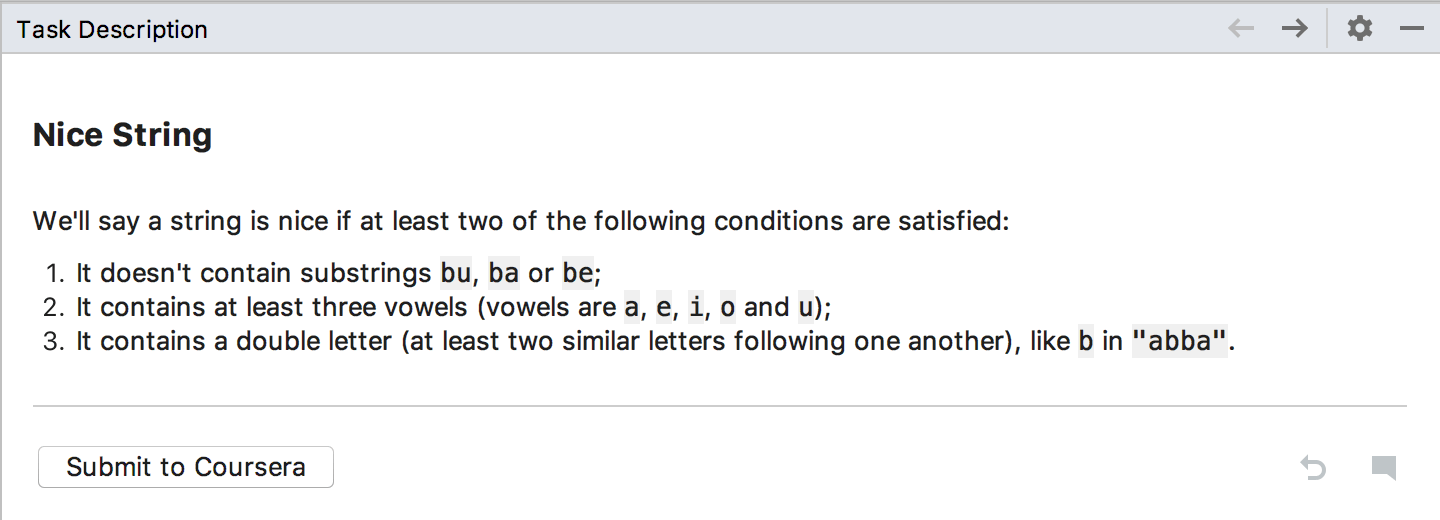 Task Description
Nice String
We'll say a string is nice if at least two of the following conditions are satisfied:
1. It doesn't contain substrings bu, ba or be;
2. It contains at least three vowels (vowels are a, e, i, o and u);
3. It contains a double letter (at least two similar letters following one another), like b in "abba".
Submit to Coursera